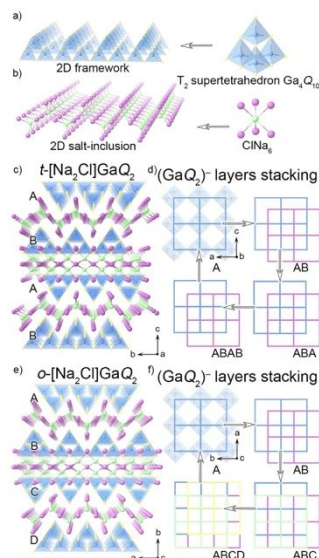 a)
2D framework
T2 supertetrahedron Ga4Q10
b)
2D salt-inclusion
ClNa6
c)
t-[Na2Cl]GaQ2
A
B
A
B
c
b
a
d)
(GaQ2)– layers stacking
c
a
b
A
AB
ABAB
ABA
e)
o-[Na2Cl]GaQ2
A
B
C
D
b
c
a
f)
(GaQ2)– layers stacking
a
c
b
A
AB
ABCD
ABC